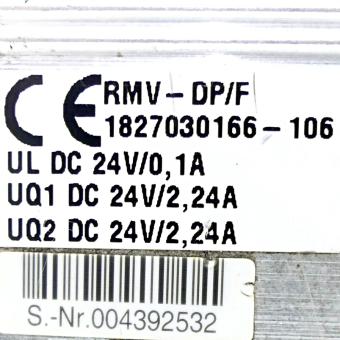 CE RMV-DP/F
1827030166-106
UL DC 24V/0,1A
UQ1 DC 24V/2,24A
UQ2 DC 24V/2,24A
S.-Nr.004392532